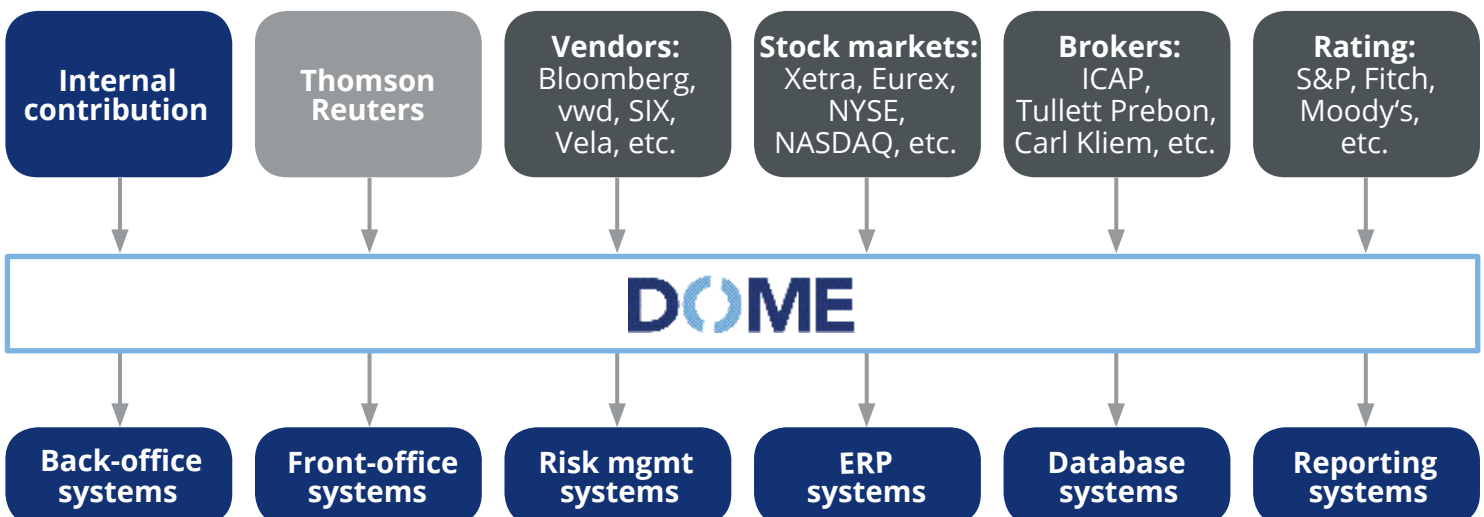 Internal
contribution
Thomson
Reuters
Vendors:
Bloomberg,
vwd, SIX,
Vela, etc.
Stock markets:
Xetra, Eurex,
NYSE,
NASDAQ, etc.
Brokers:
ICAP,
Tullett Prebon,
Carl Kliem, etc.
Rating:
S&P, Fitch,
Moody‘s,
etc.
DOME
Back-office
systems
Front-office
systems
Risk mgmt
systems
ERP
systems
Database
systems
Reporting
systems